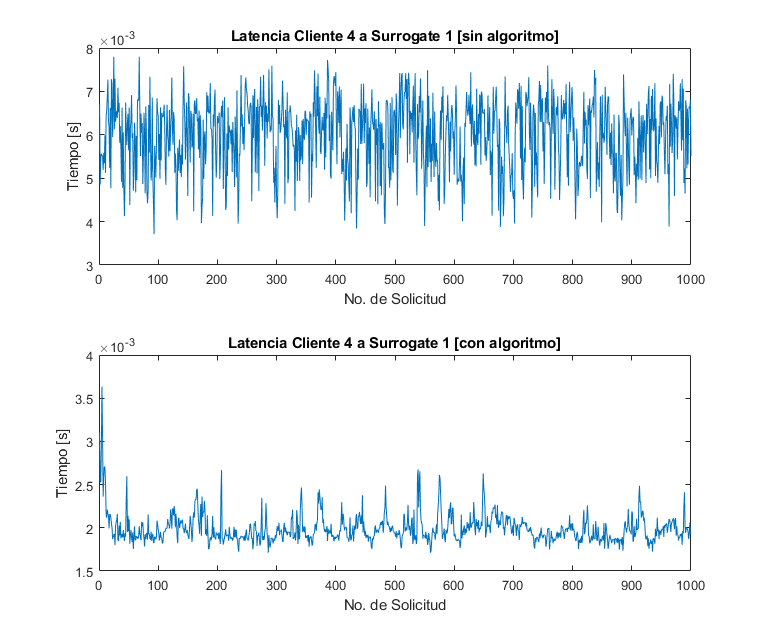 Latencia Cliente 4 a Surrogate 1 [sin algoritmo]
×10⁻³
8
7
6
5
4
3
Tiempo [s]
0 100 200 300 400 500 600 700 800 900 1000
No. de Solicitud
Latencia Cliente 4 a Surrogate 1 [con algoritmo]
×10⁻³
4
3.5
3
2.5
2
1.5
Tiempo [s]
0 100 200 300 400 500 600 700 800 900 1000
No. de Solicitud